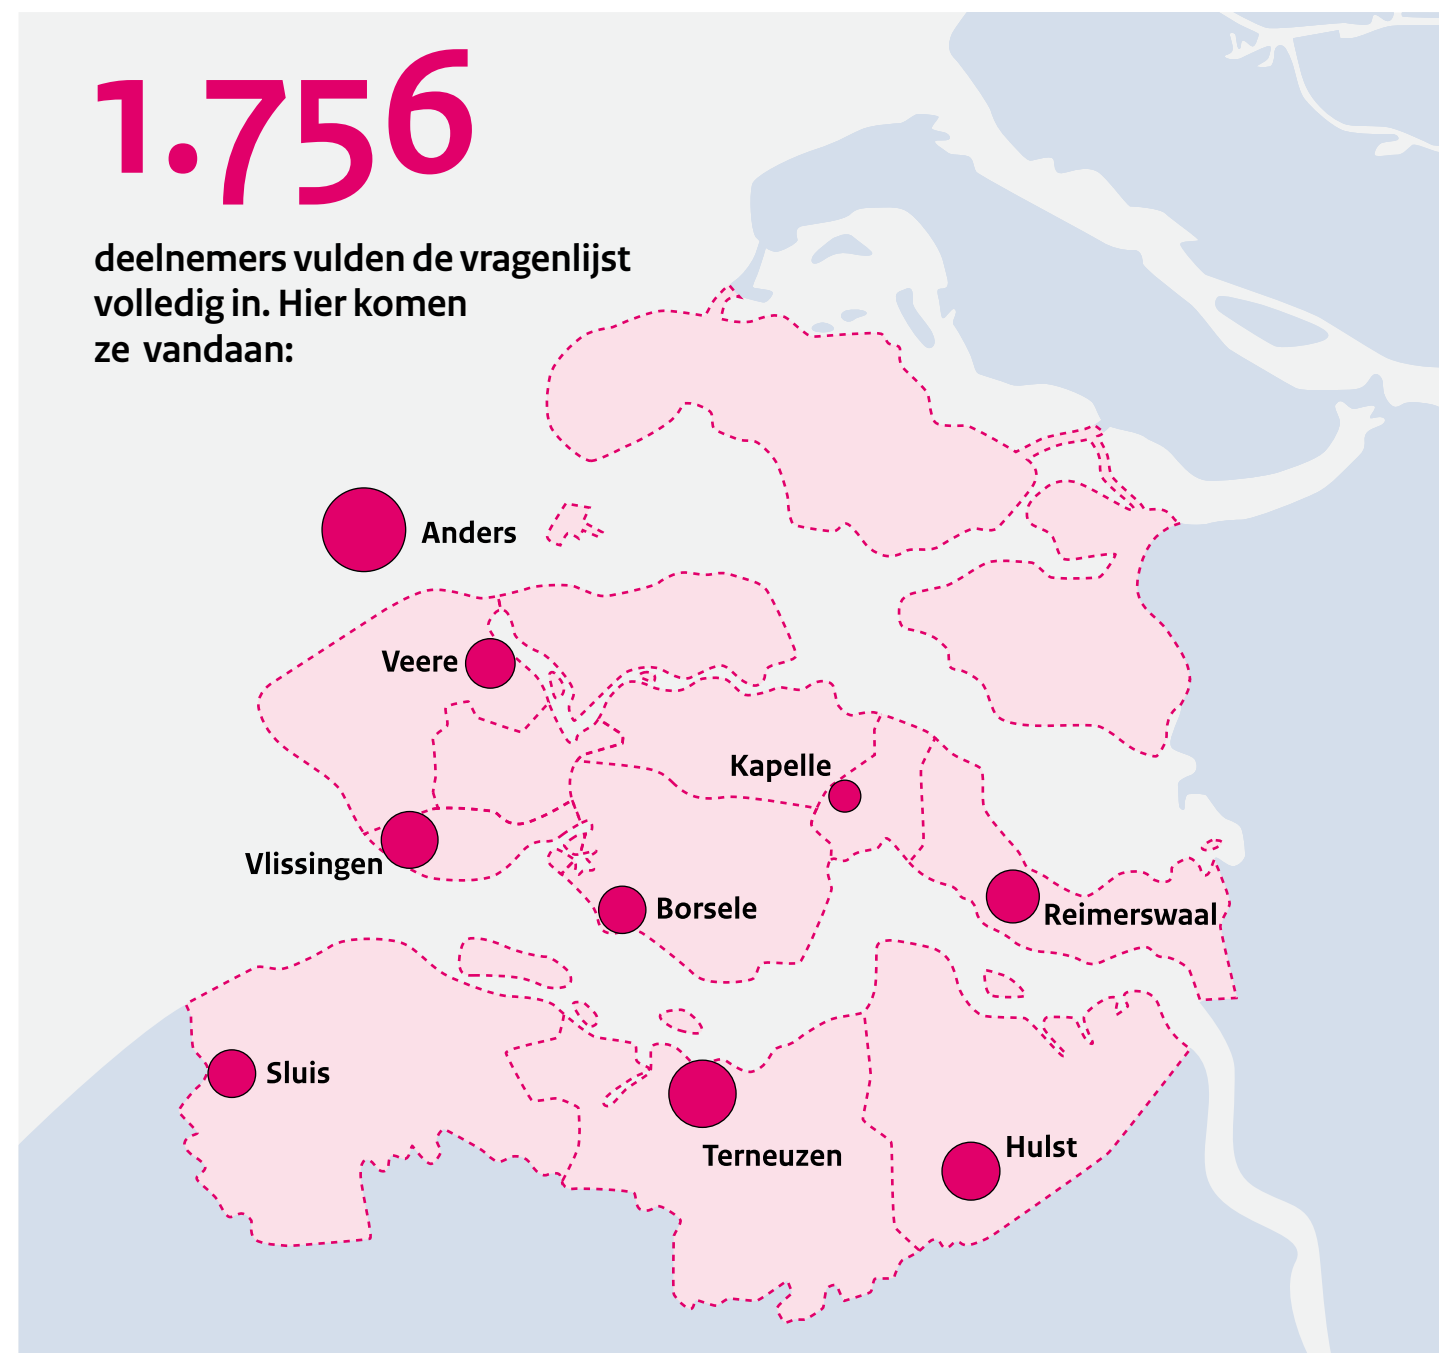 1.756
deelnemers vulden de vragenlijst
volledig in. Hier komen
ze vandaan:
Anders
Veere
Kapelle
Vlissingen
Borsele
Reimerswaal
Sluis
Terneuzen
Hulst